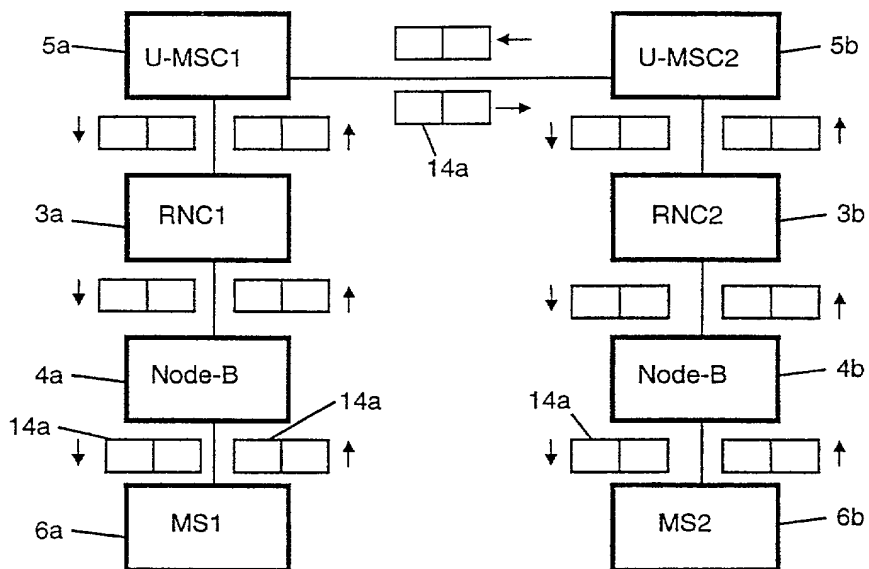 5a
U-MSC1
U-MSC2
5b
14a
3a
RNC1
RNC2
3b
4a
Node-B
Node-B
4b
14a
14a
14a
6a
MS1
MS2
6b